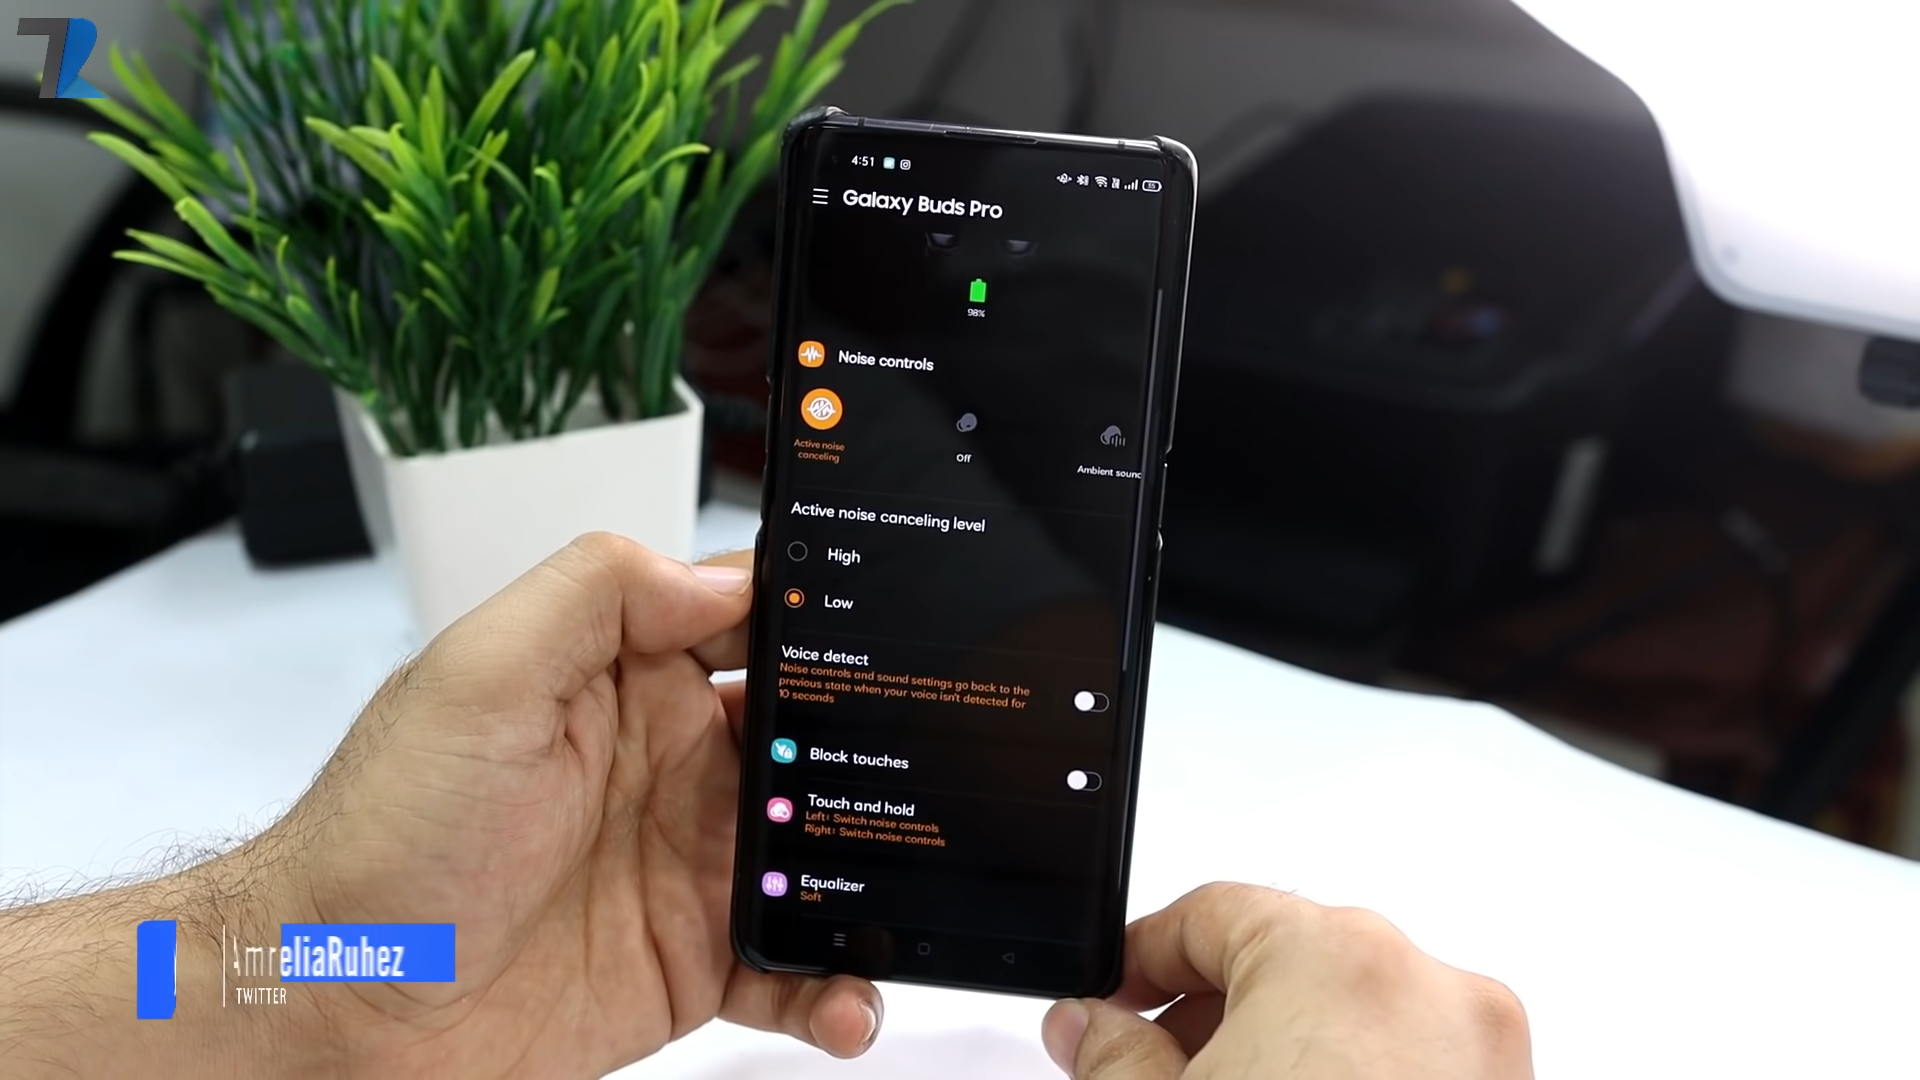 4:51
Galaxy Buds Pro
98%
Noise controls
Active noise
canceling
Off
Ambient sound
Active noise canceling level
High
Low
Voice detect
Noise controls and sound settings go back to the
previous state when your voice isn't detected for
10 seconds
Block touches
Touch and hold
Left: Switch noise controls
Right: Switch noise controls
Equalizer
Soft
AmreliaRuhez
TWITTER